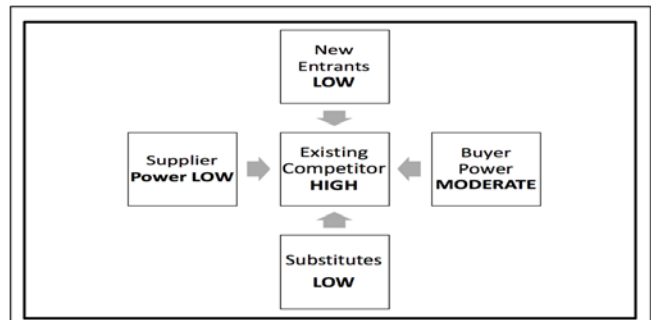 New
Entrants
LOW
Supplier
Power LOW
Existing
Competitor
HIGH
Buyer
Power
MODERATE
Substitutes
LOW